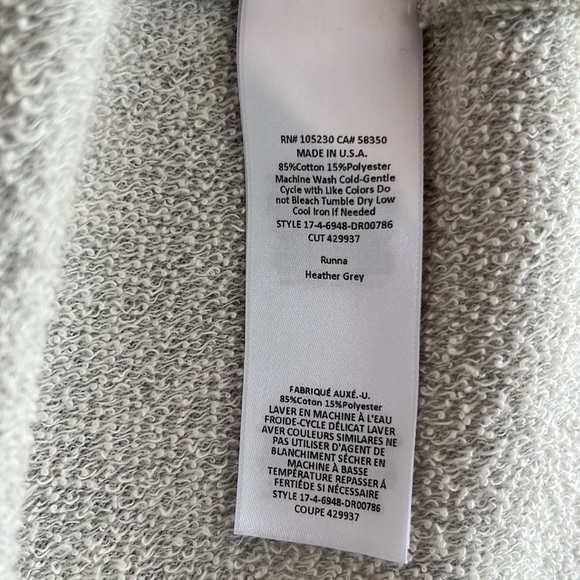 RN# 105230 CA# 58350
MADE IN U.S.A.
85%Cotton 15%Polyester
Machine Wash Cold-Gentle
Cycle with Like Colors Do
not Bleach Tumble Dry Low
Cool Iron if Needed
STYLE 17-4-6948-DR00786
CUT 429937
Runna
Heather Grey
FABRIQUÉ AUXÉ.-U.
85%Coton 15%Polyester
LAVER EN MACHINE À L'EAU
FROIDE-CYCLE DÉLICAT LAVER
AVER COULEURS SIMILARES NE
PAS UTILISER D'AGENT DE
BLANCHIMENT SÈCHER EN
MACHINE À BASSE
TEMPÉRATURE REPASSER Á
FERTIÉDE SI NÉCESSAIRE
STYLE 17-4-6948-DR00786
COUPE 429937